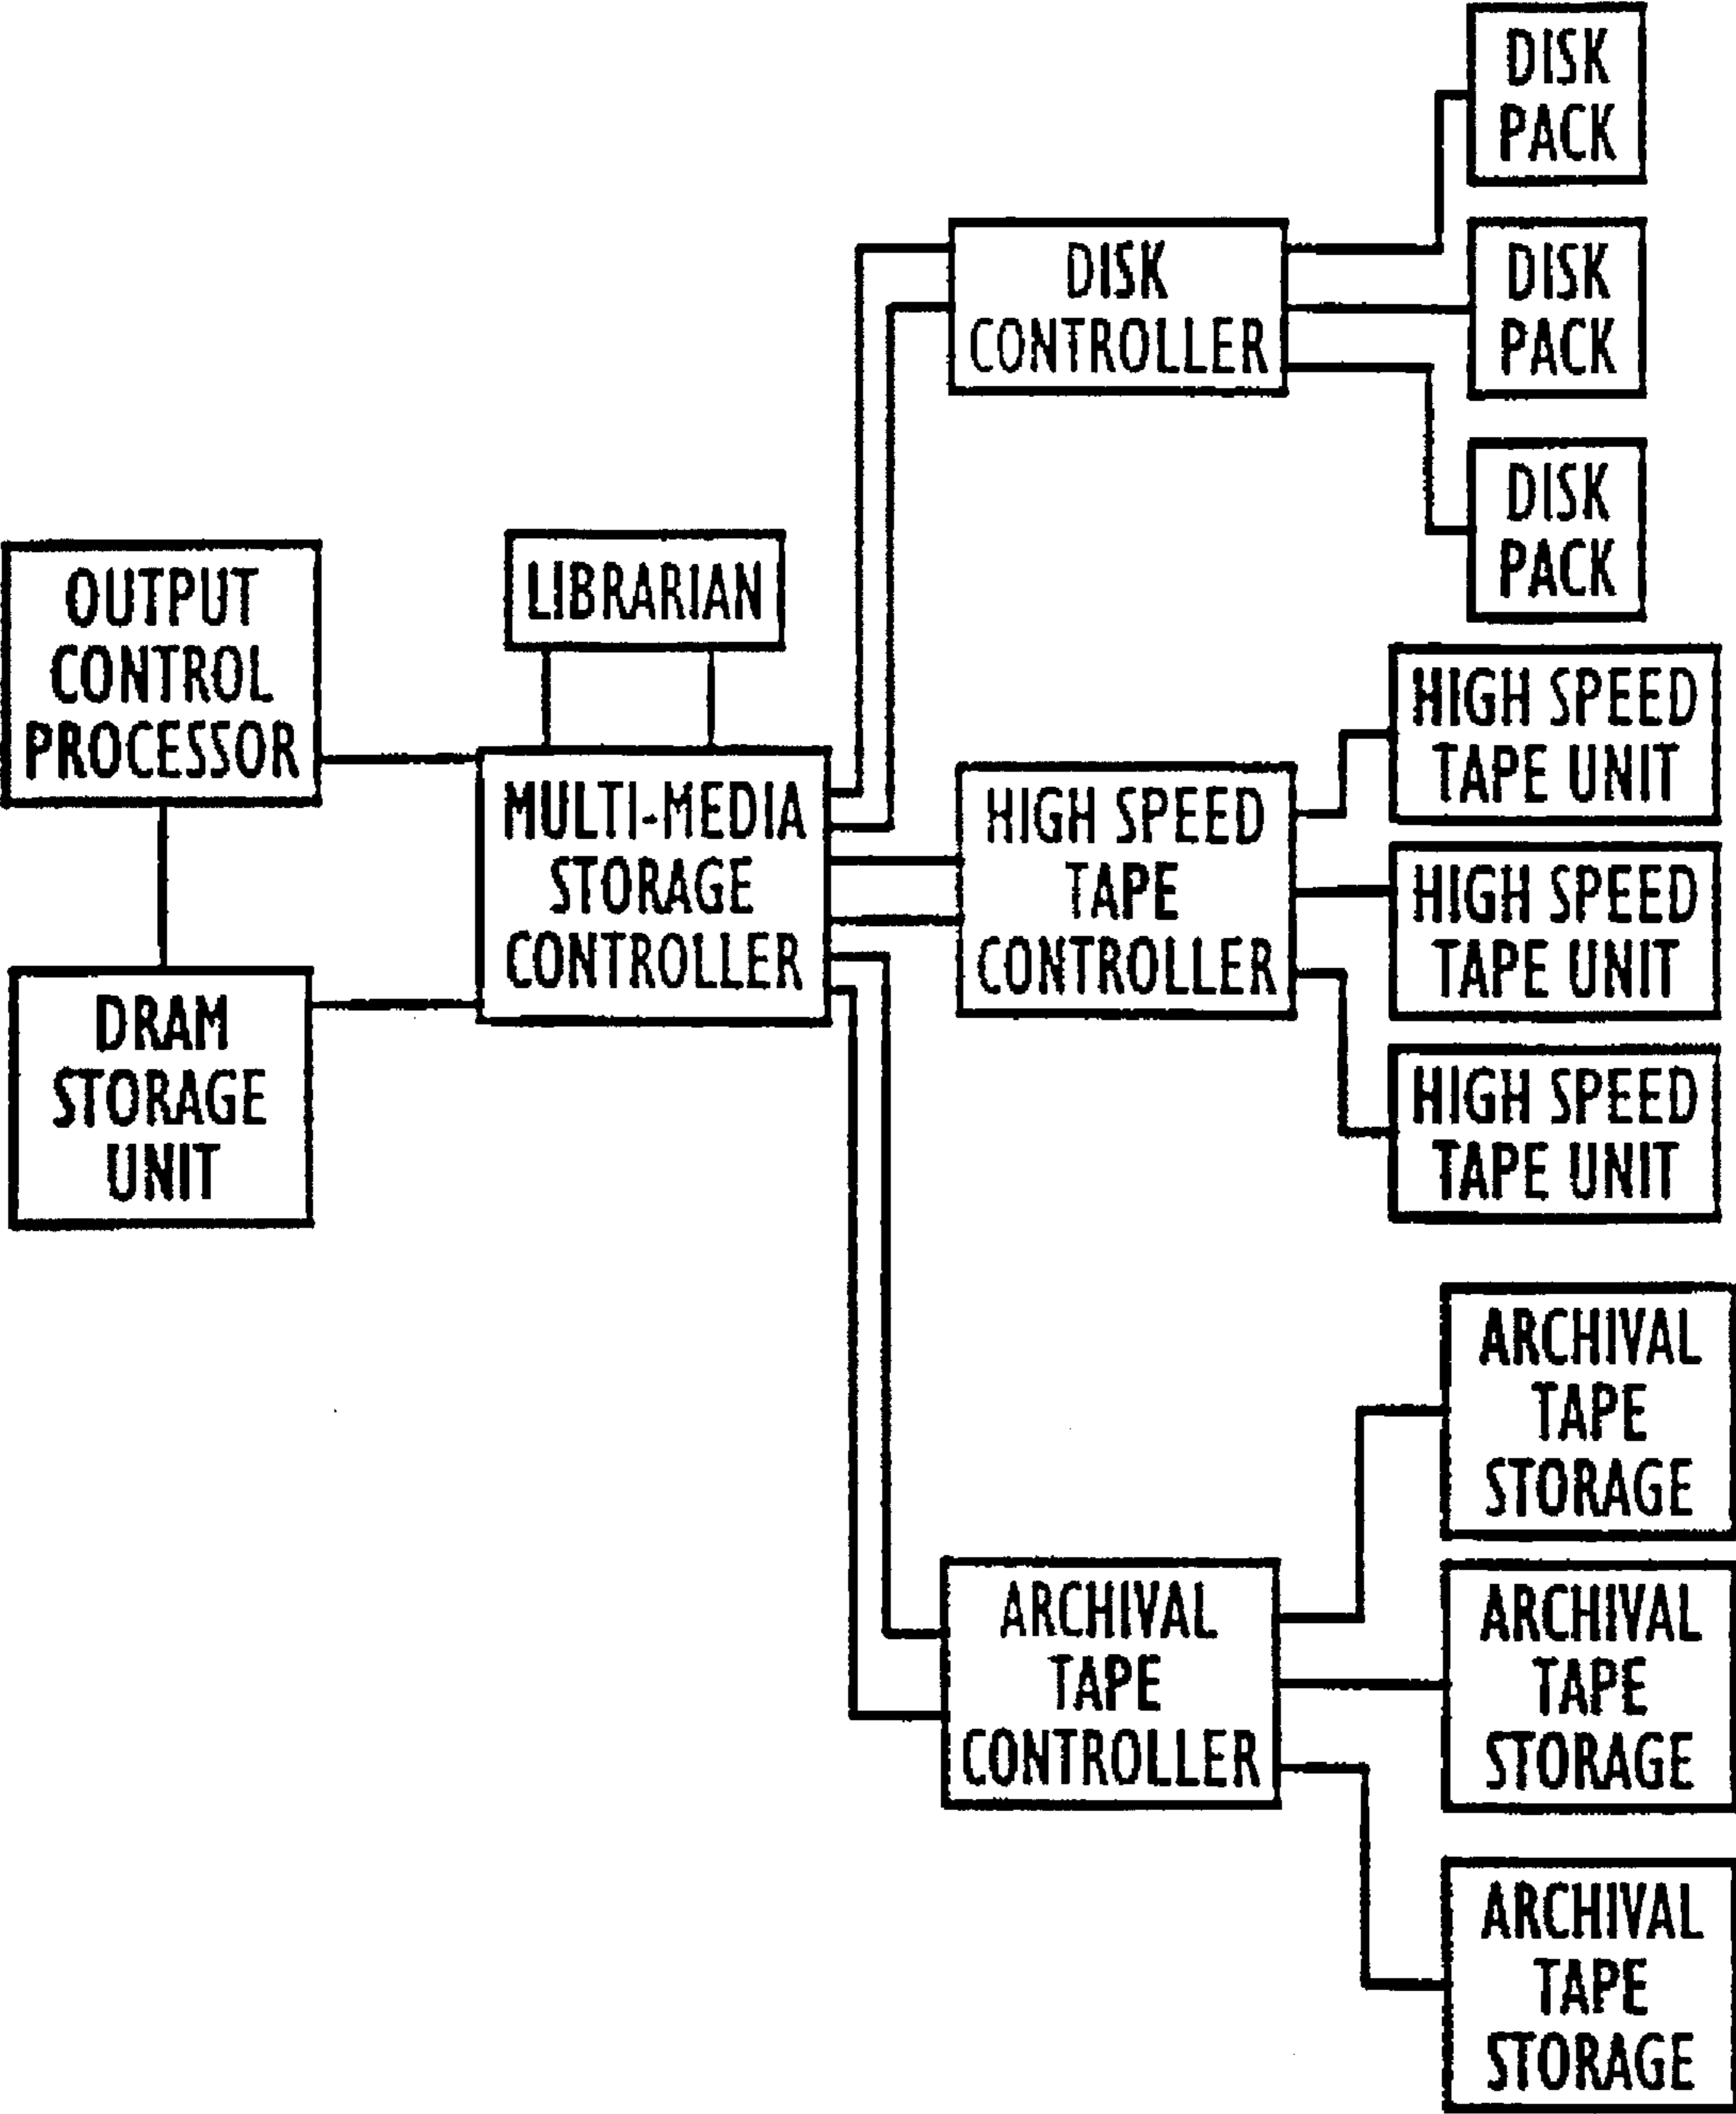 OUTPUT
CONTROL
PROCESSOR
DRAM
STORAGE
UNIT
LIBRARIAN
MULTI-MEDIA
STORAGE
CONTROLLER
DISK
CONTROLLER
DISK
PACK
DISK
PACK
DISK
PACK
HIGH SPEED
TAPE
CONTROLLER
HIGH SPEED
TAPE UNIT
HIGH SPEED
TAPE UNIT
HIGH SPEED
TAPE UNIT
ARCHIVAL
TAPE
CONTROLLER
ARCHIVAL
TAPE
STORAGE
ARCHIVAL
TAPE
STORAGE
ARCHIVAL
TAPE
STORAGE